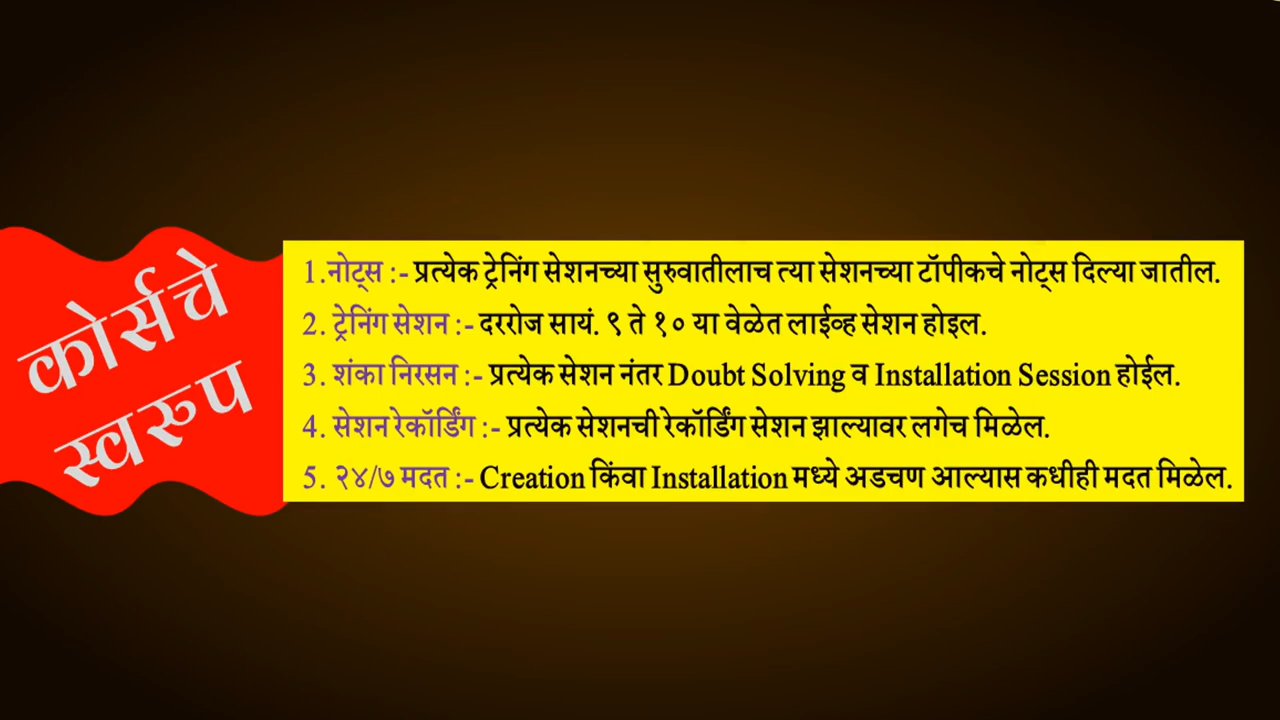 कोर्सचे
स्वरुप
1. नोट्स :- प्रत्येक ट्रेनिंग सेशनच्या सुरुवातीलाच त्या सेशनच्या टॉपीकचे नोट्स दिल्या जातील.
2. ट्रेनिंग सेशन :- दररोज सायं. ९ ते १० या वेळेत लाईव्ह सेशन होइल.
3. शंका निरसन :- प्रत्येक सेशन नंतर Doubt Solving व Installation Session होईल.
4. सेशन रेकॉर्डिंग :- प्रत्येक सेशनची रेकॉर्डिंग सेशन झाल्यावर लगेच मिळेल.
5. २४/७ मदत :- Creation किंवा Installation मध्ये अडचण आल्यास कधीही मदत मिळेल.